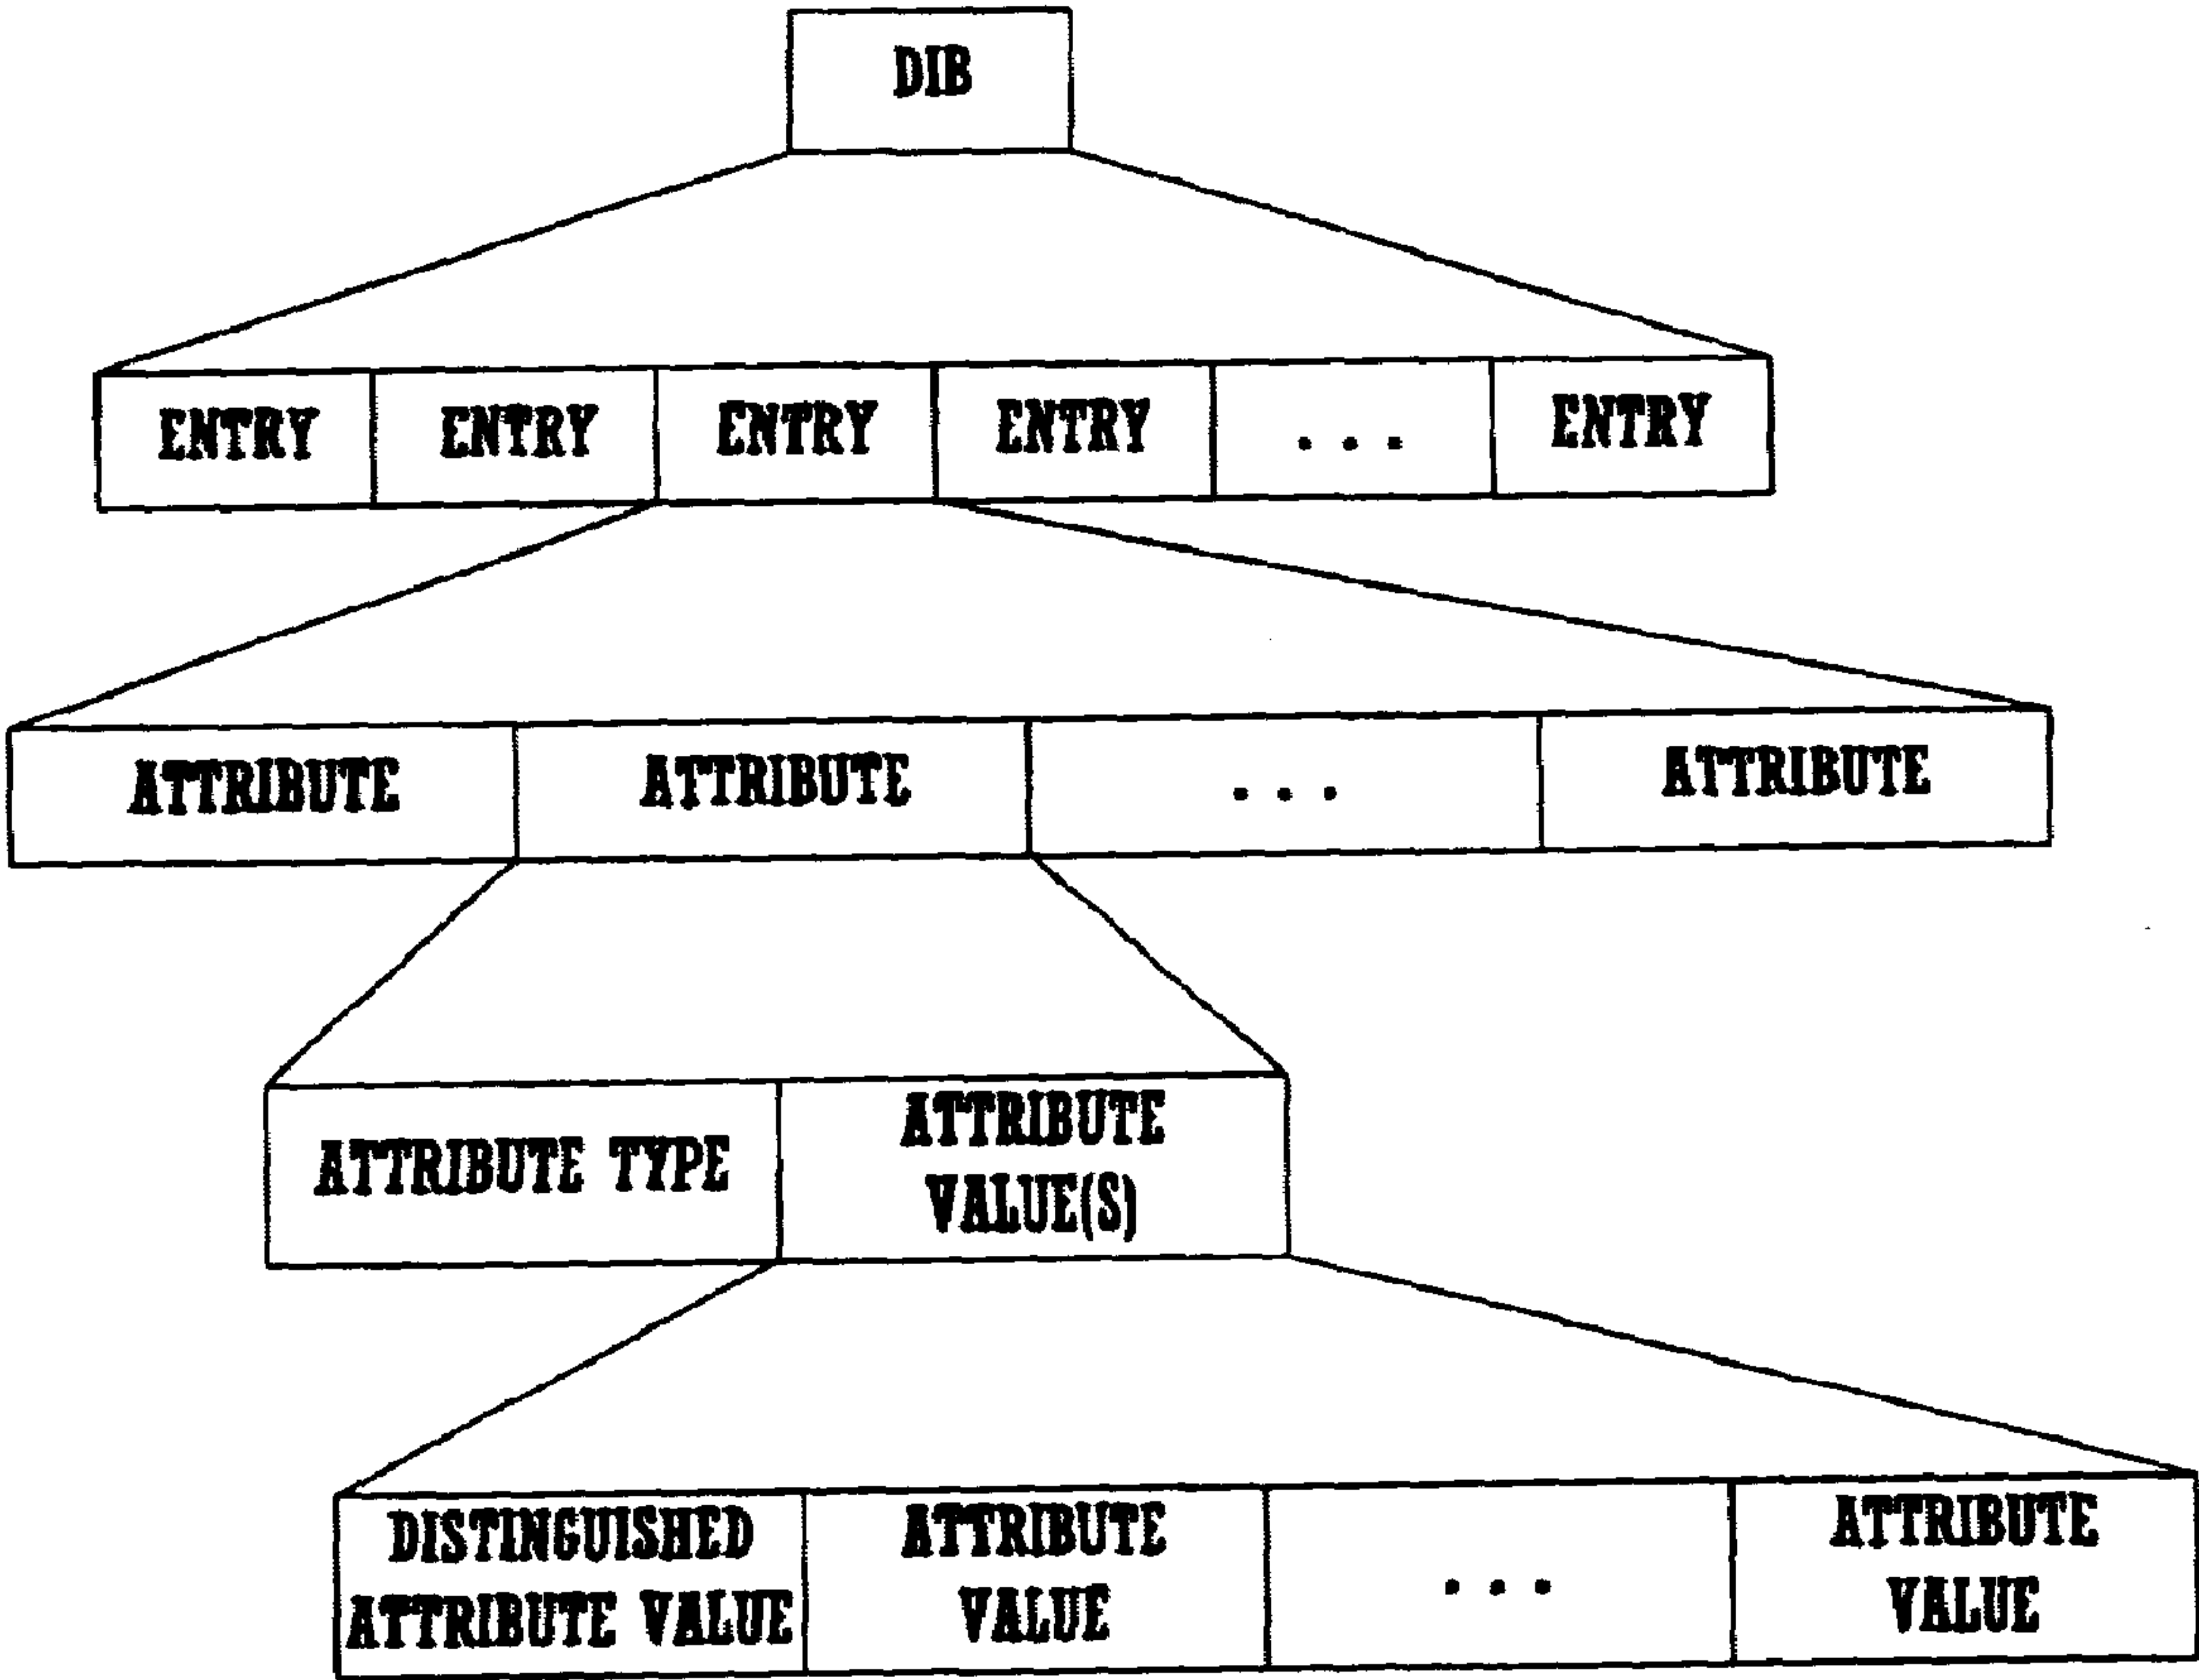 DIB
ENTRY ENTRY ENTRY ENTRY . . . ENTRY
ATTRIBUTE ATTRIBUTE . . . ATTRIBUTE
ATTRIBUTE TYPE
ATTRIBUTE
VALUE(S)
DISTINGUISHED
ATTRIBUTE VALUE
ATTRIBUTE
VALUE
. . .
ATTRIBUTE
VALUE